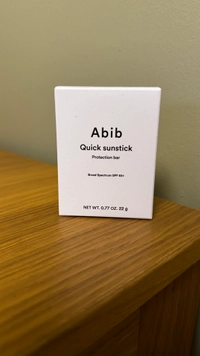 Abib
Quick sunstick
Protection bar
Broad Spectrum SPF 50+
NET WT. 0.77 OZ. 22 g